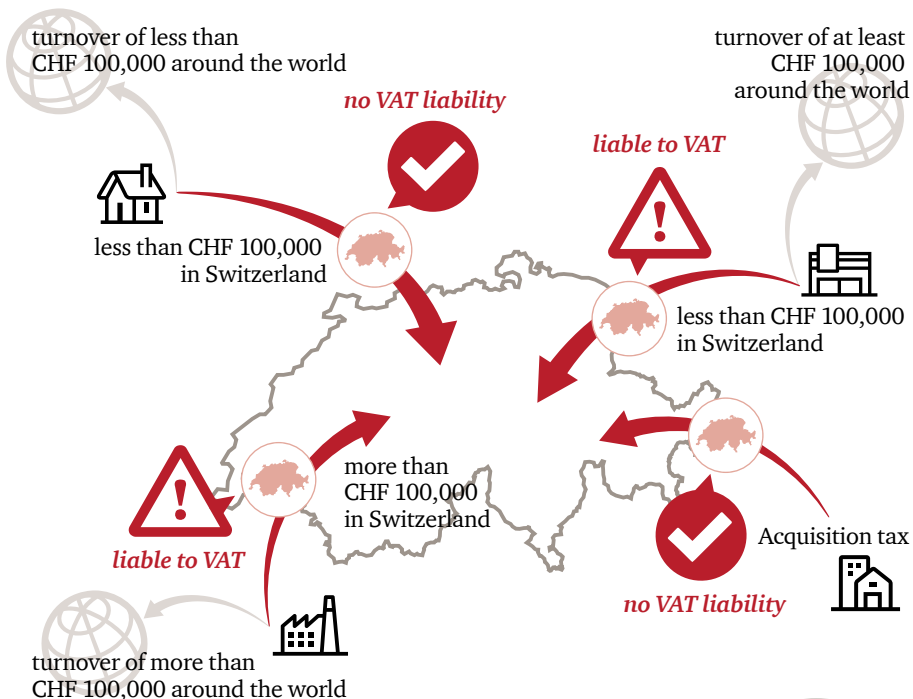 turnover of less than
CHF 100,000 around the world
turnover of at least
CHF 100,000
around the world
no VAT liability
liable to VAT
less than CHF 100,000
in Switzerland
less than CHF 100,000
in Switzerland
more than
CHF 100,000
in Switzerland
liable to VAT
Acquisition tax
no VAT liability
turnover of more than
CHF 100,000 around the world